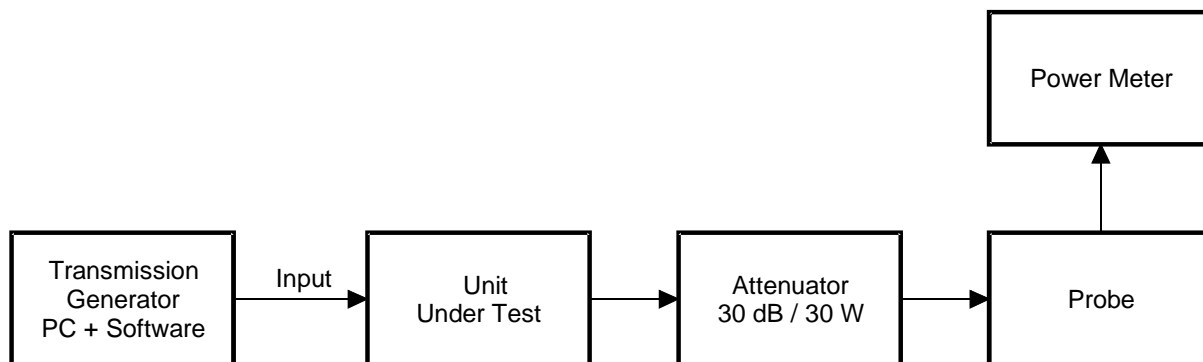 Power Meter
Transmission
Generator
PC + Software
Input
Unit
Under Test
Attenuator
30 dB / 30 W
Probe